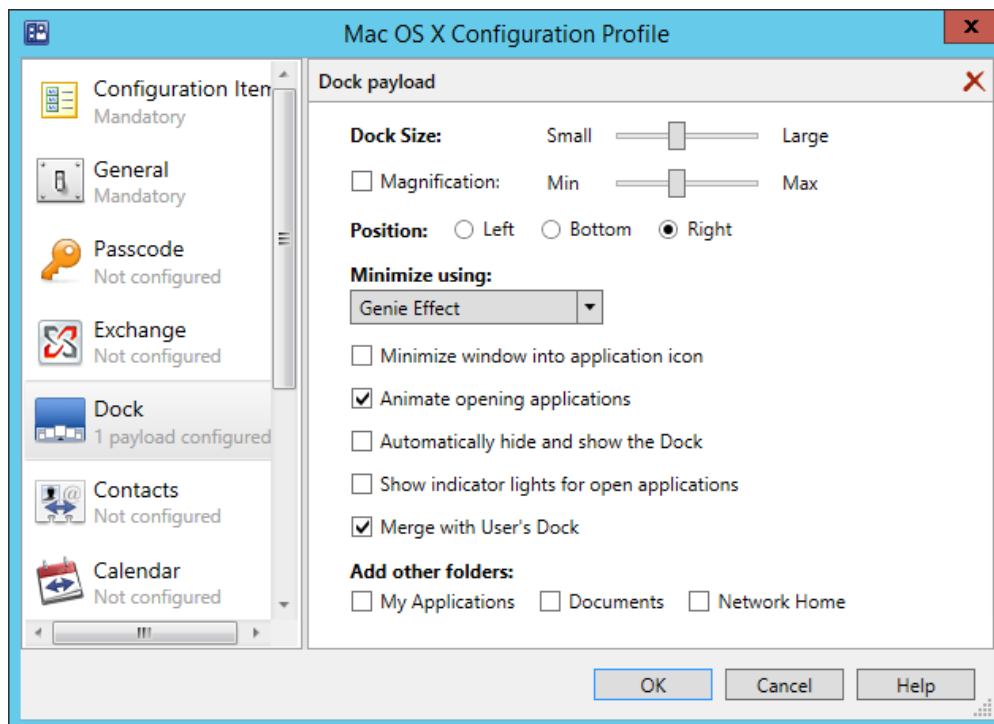 Mac OS X Configuration Profile
x
Configuration Item
Mandatory
General
Mandatory
Passcode
Not configured
Exchange
Not configured
Dock
1 payload configured
Contacts
Not configured
Calendar
Not configured
Dock payload
Dock Size: Small Large
Magnification: Min Max
Position: Left Bottom Right
Minimize using:
Genie Effect
Minimize window into application icon
Animate opening applications
Automatically hide and show the Dock
Show indicator lights for open applications
Merge with User's Dock
Add other folders:
My Applications Documents Network Home
OK Cancel Help